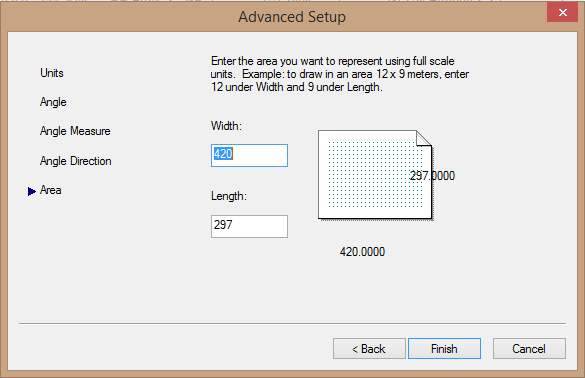 Advanced Setup
Units
Angle
Angle Measure
Angle Direction
Area
Enter the area you want to represent using full scale
units. Example: to draw in an area 12 x 9 meters, enter
12 under Width and 9 under Length.
Width:
420
Length:
297
297.0000
420.0000
< Back
Finish
Cancel